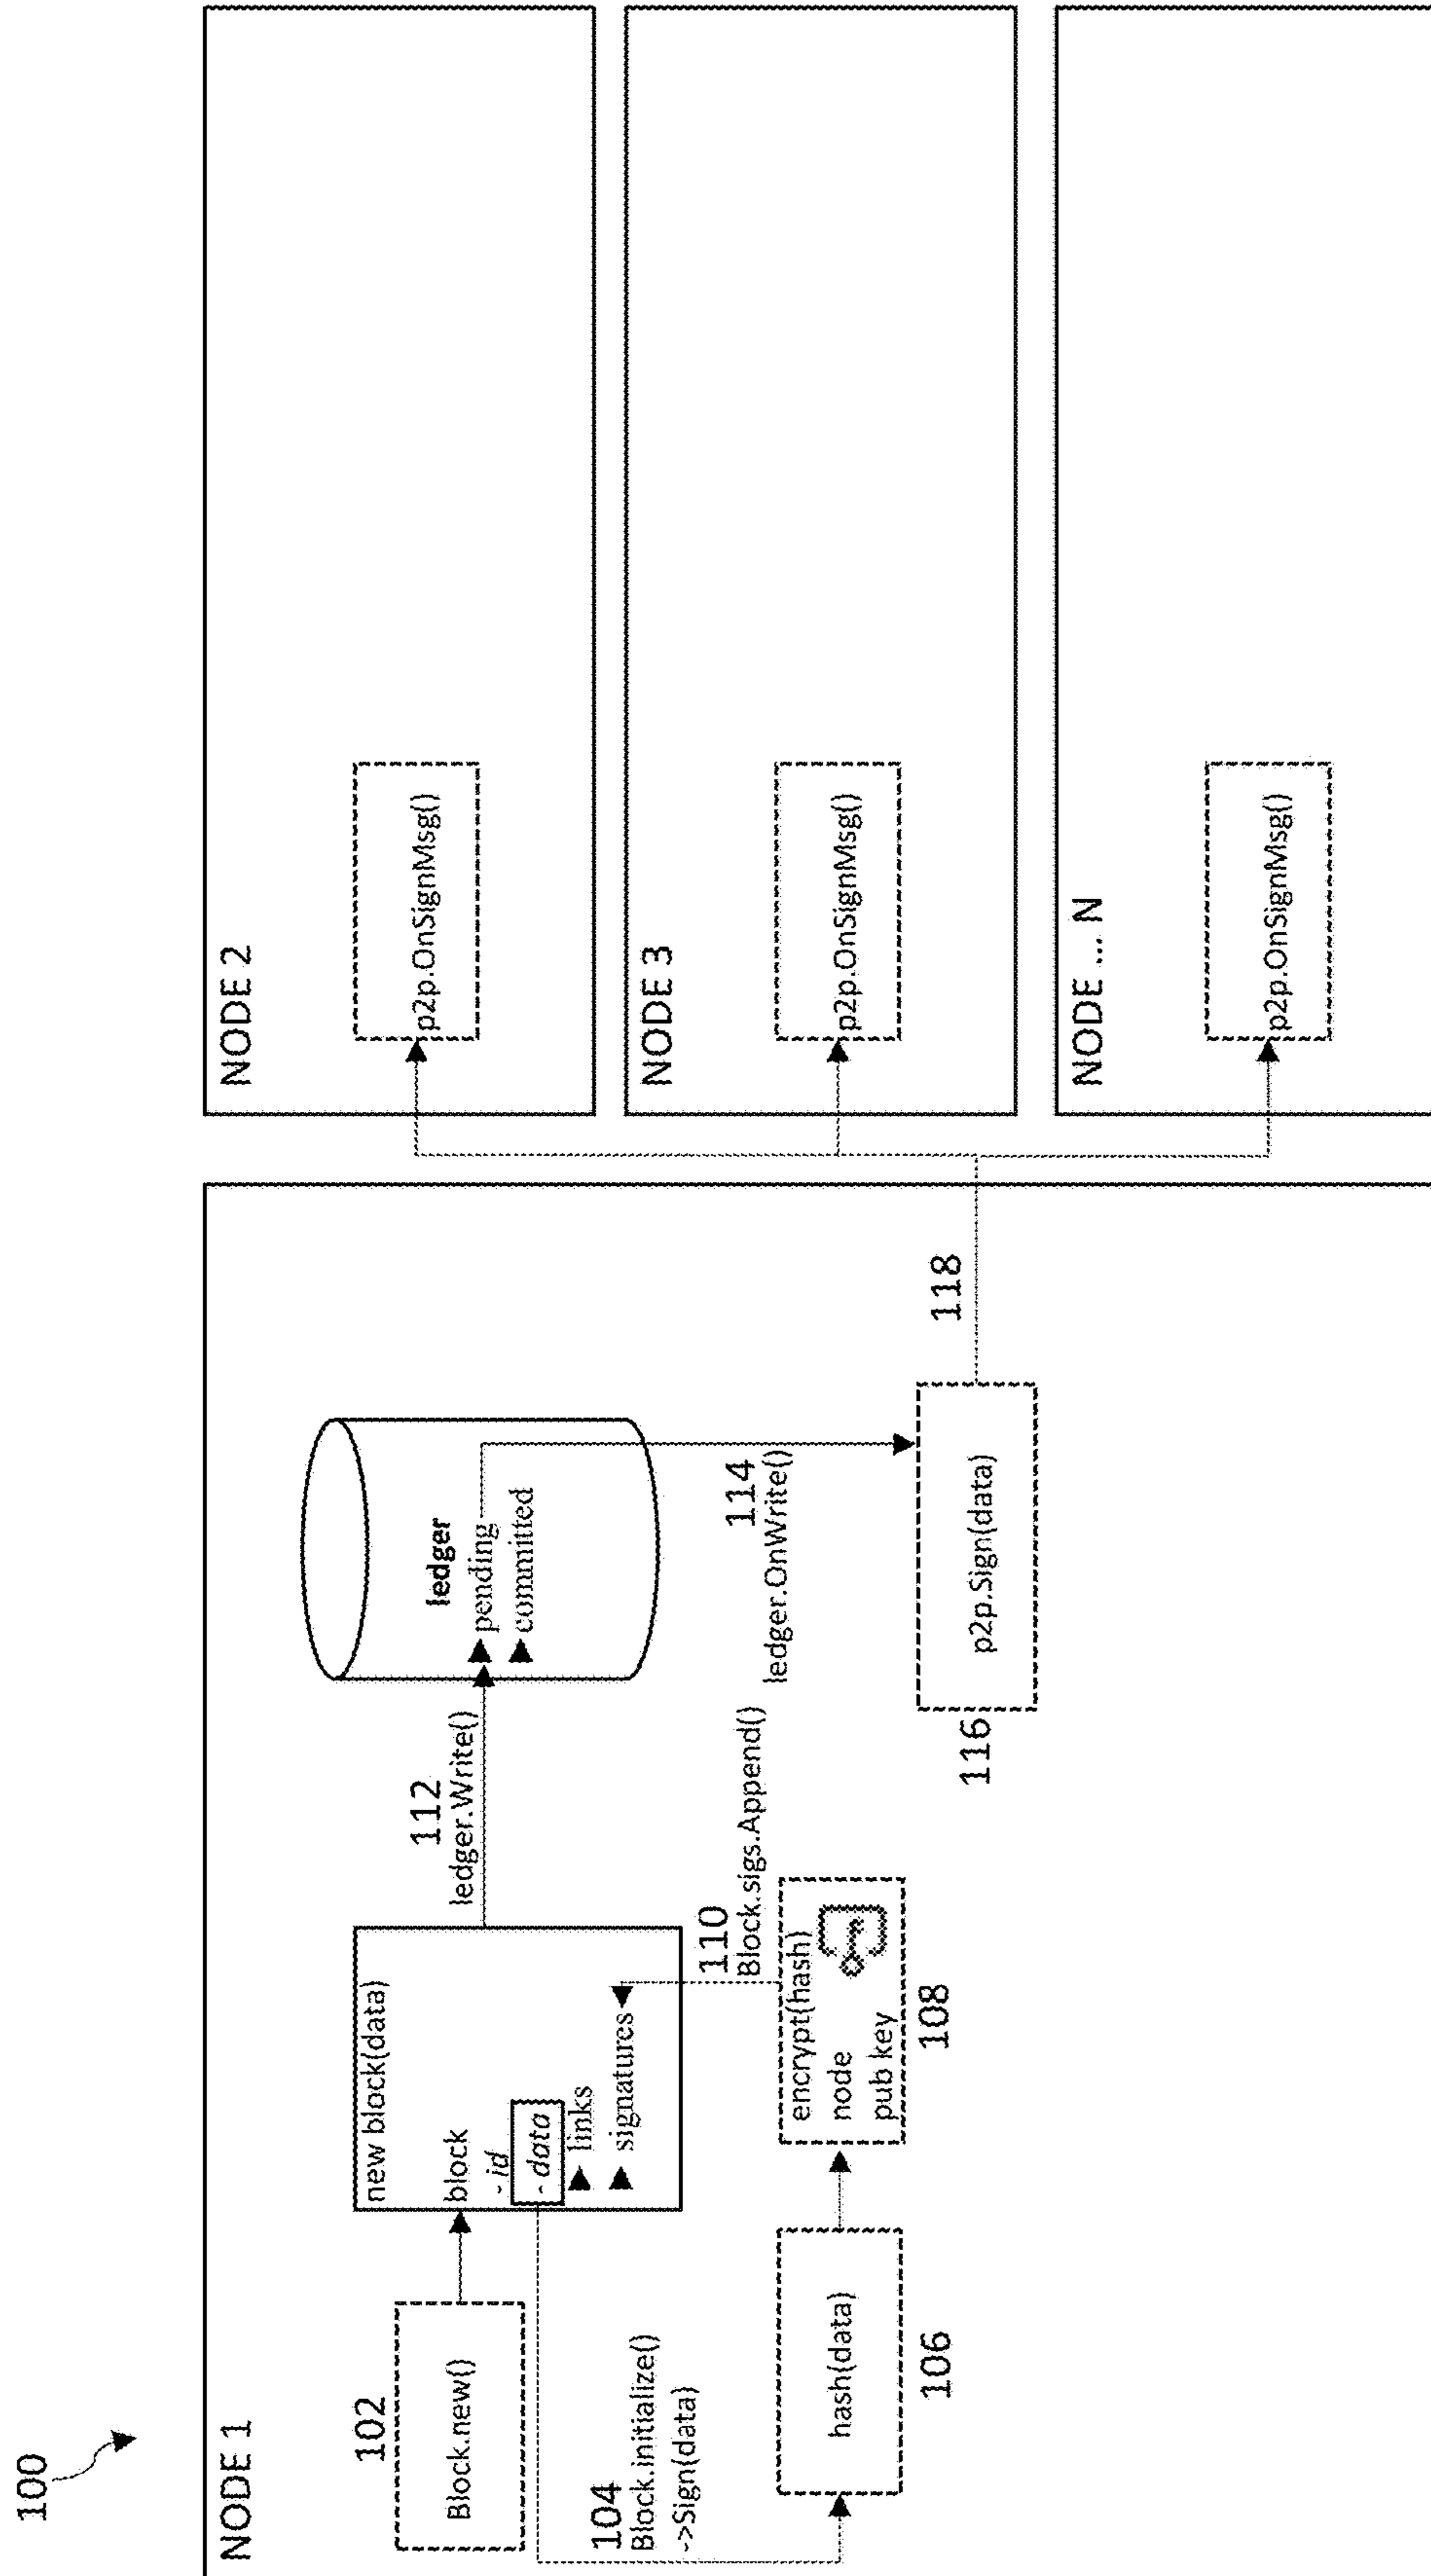 100
NODE 1
102
Block.new()
new block(data)
block
- id
- data
links
signatures
104
Block.initialize()
->Sign(data)
hash(data)
106
encrypt(hash)
node
pub key
108
110
Block.sigs.Append()
112
ledger.Write()
ledger
pending
committed
114
ledger.OnWrite()
p2p.Sign(data)
116
118
NODE 2
p2p.OnSignMsg()
NODE 3
p2p.OnSignMsg()
NODE ... N
p2p.OnSignMsg()